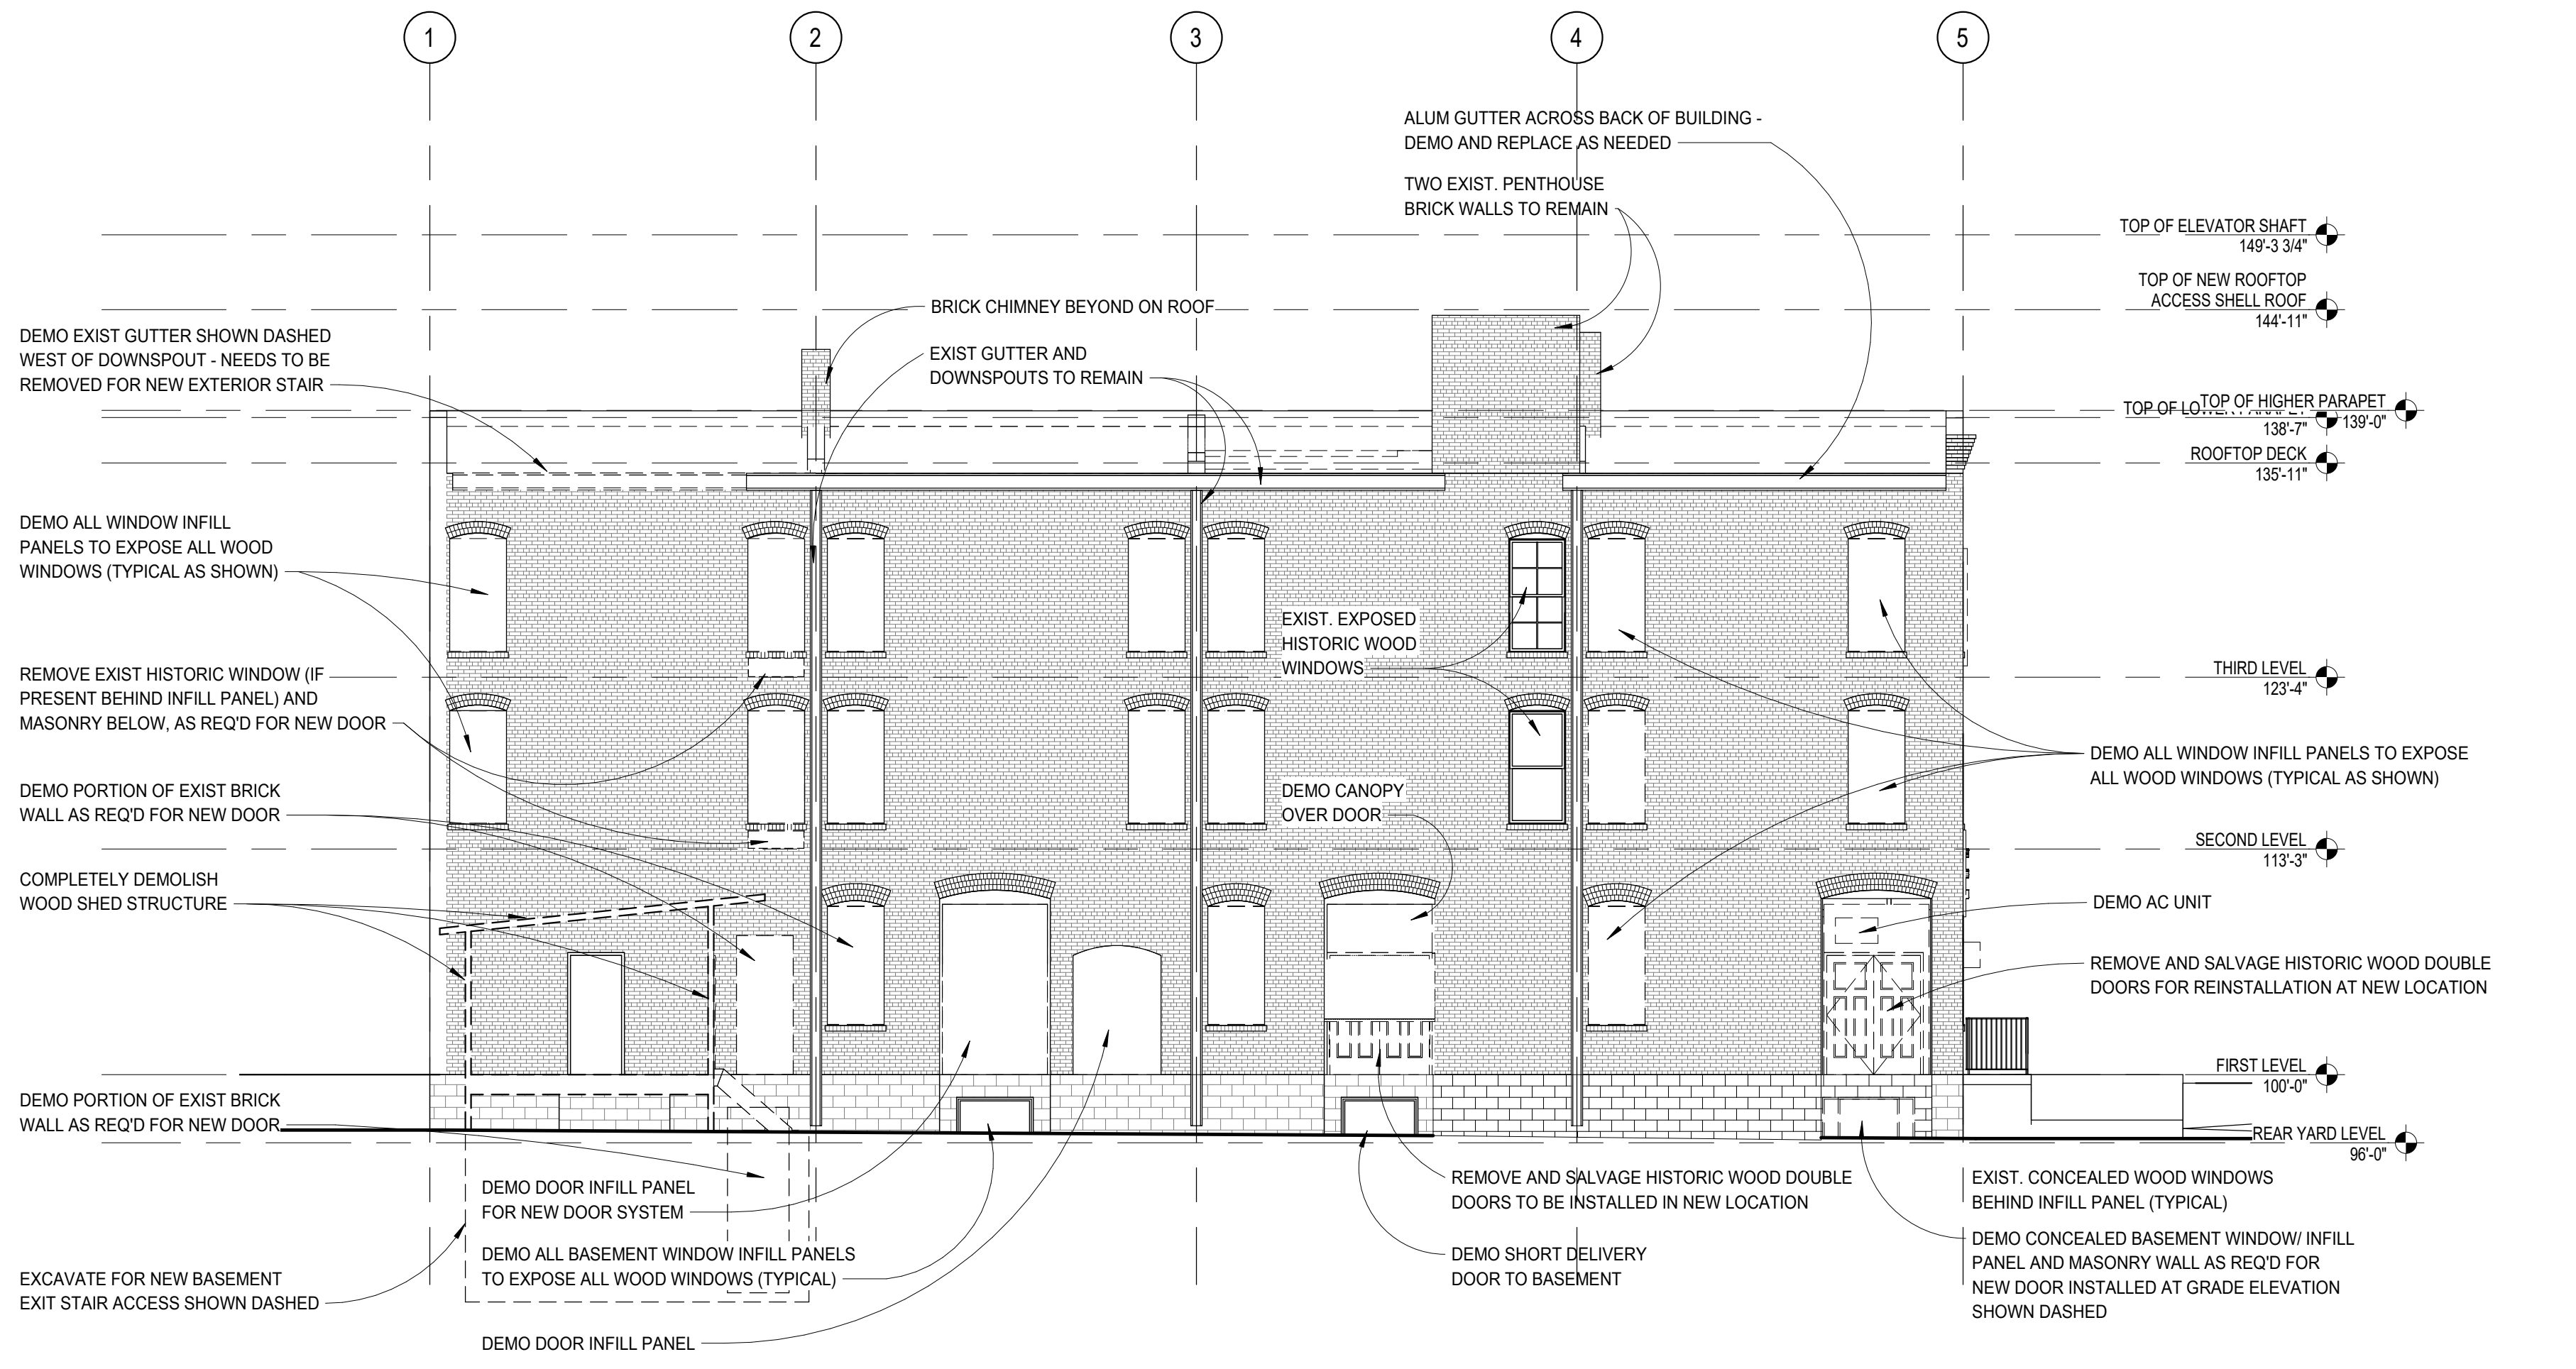 1
2
3
4
5
ALUM GUTTER ACROSS BACK OF BUILDING -
DEMO AND REPLACE AS NEEDED
TWO EXIST. PENTHOUSE
BRICK WALLS TO REMAIN
TOP OF ELEVATOR SHAFT
149'-3 3/4"
TOP OF NEW ROOFTOP
ACCESS SHELL ROOF
144'-11"
BRICK CHIMNEY BEYOND ON ROOF
DEMO EXIST GUTTER SHOWN DASHED
WEST OF DOWNSPOUT - NEEDS TO BE
REMOVED FOR NEW EXTERIOR STAIR
EXIST GUTTER AND
DOWNSPOUTS TO REMAIN
TOP OF HIGHER PARAPET
139'-0"
TOP OF LOWER PARAPET
138'-7"
ROOFTOP DECK
135'-11"
DEMO ALL WINDOW INFILL
PANELS TO EXPOSE ALL WOOD
WINDOWS (TYPICAL AS SHOWN)
EXIST. EXPOSED
HISTORIC WOOD
WINDOWS
REMOVE EXIST HISTORIC WINDOW (IF
PRESENT BEHIND INFILL PANEL) AND
MASONRY BELOW, AS REQ'D FOR NEW DOOR
THIRD LEVEL
123'-4"
DEMO ALL WINDOW INFILL PANELS TO EXPOSE
ALL WOOD WINDOWS (TYPICAL AS SHOWN)
DEMO PORTION OF EXIST BRICK
WALL AS REQ'D FOR NEW DOOR
DEMO CANOPY
OVER DOOR
SECOND LEVEL
113'-3"
COMPLETELY DEMOLISH
WOOD SHED STRUCTURE
DEMO AC UNIT
REMOVE AND SALVAGE HISTORIC WOOD DOUBLE
DOORS FOR REINSTALLATION AT NEW LOCATION
FIRST LEVEL
100'-0"
DEMO PORTION OF EXIST BRICK
WALL AS REQ'D FOR NEW DOOR
REAR YARD LEVEL
96'-0"
DEMO DOOR INFILL PANEL
FOR NEW DOOR SYSTEM
REMOVE AND SALVAGE HISTORIC WOOD DOUBLE
DOORS TO BE INSTALLED IN NEW LOCATION
EXIST. CONCEALED WOOD WINDOWS
BEHIND INFILL PANEL (TYPICAL)
DEMO ALL BASEMENT WINDOW INFILL PANELS
TO EXPOSE ALL WOOD WINDOWS (TYPICAL)
DEMO SHORT DELIVERY
DOOR TO BASEMENT
DEMO CONCEALED BASEMENT WINDOW/ INFILL
PANEL AND MASONRY WALL AS REQ'D FOR
NEW DOOR INSTALLED AT GRADE ELEVATION
SHOWN DASHED
EXCAVATE FOR NEW BASEMENT
EXIT STAIR ACCESS SHOWN DASHED
DEMO DOOR INFILL PANEL